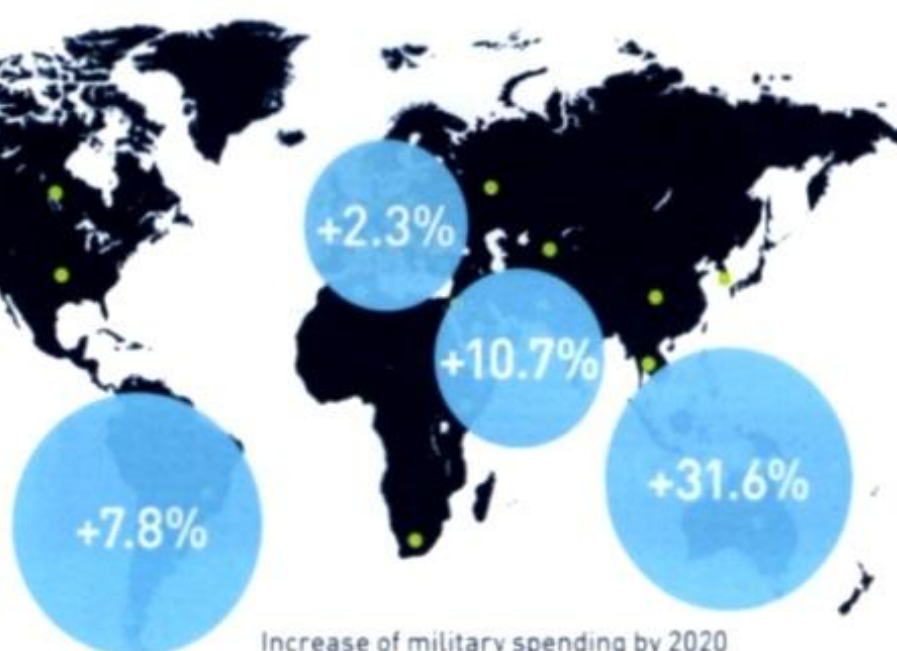 +2.3%
+10.7%
+31.6%
+7.8%
Increase of military spending by 2020